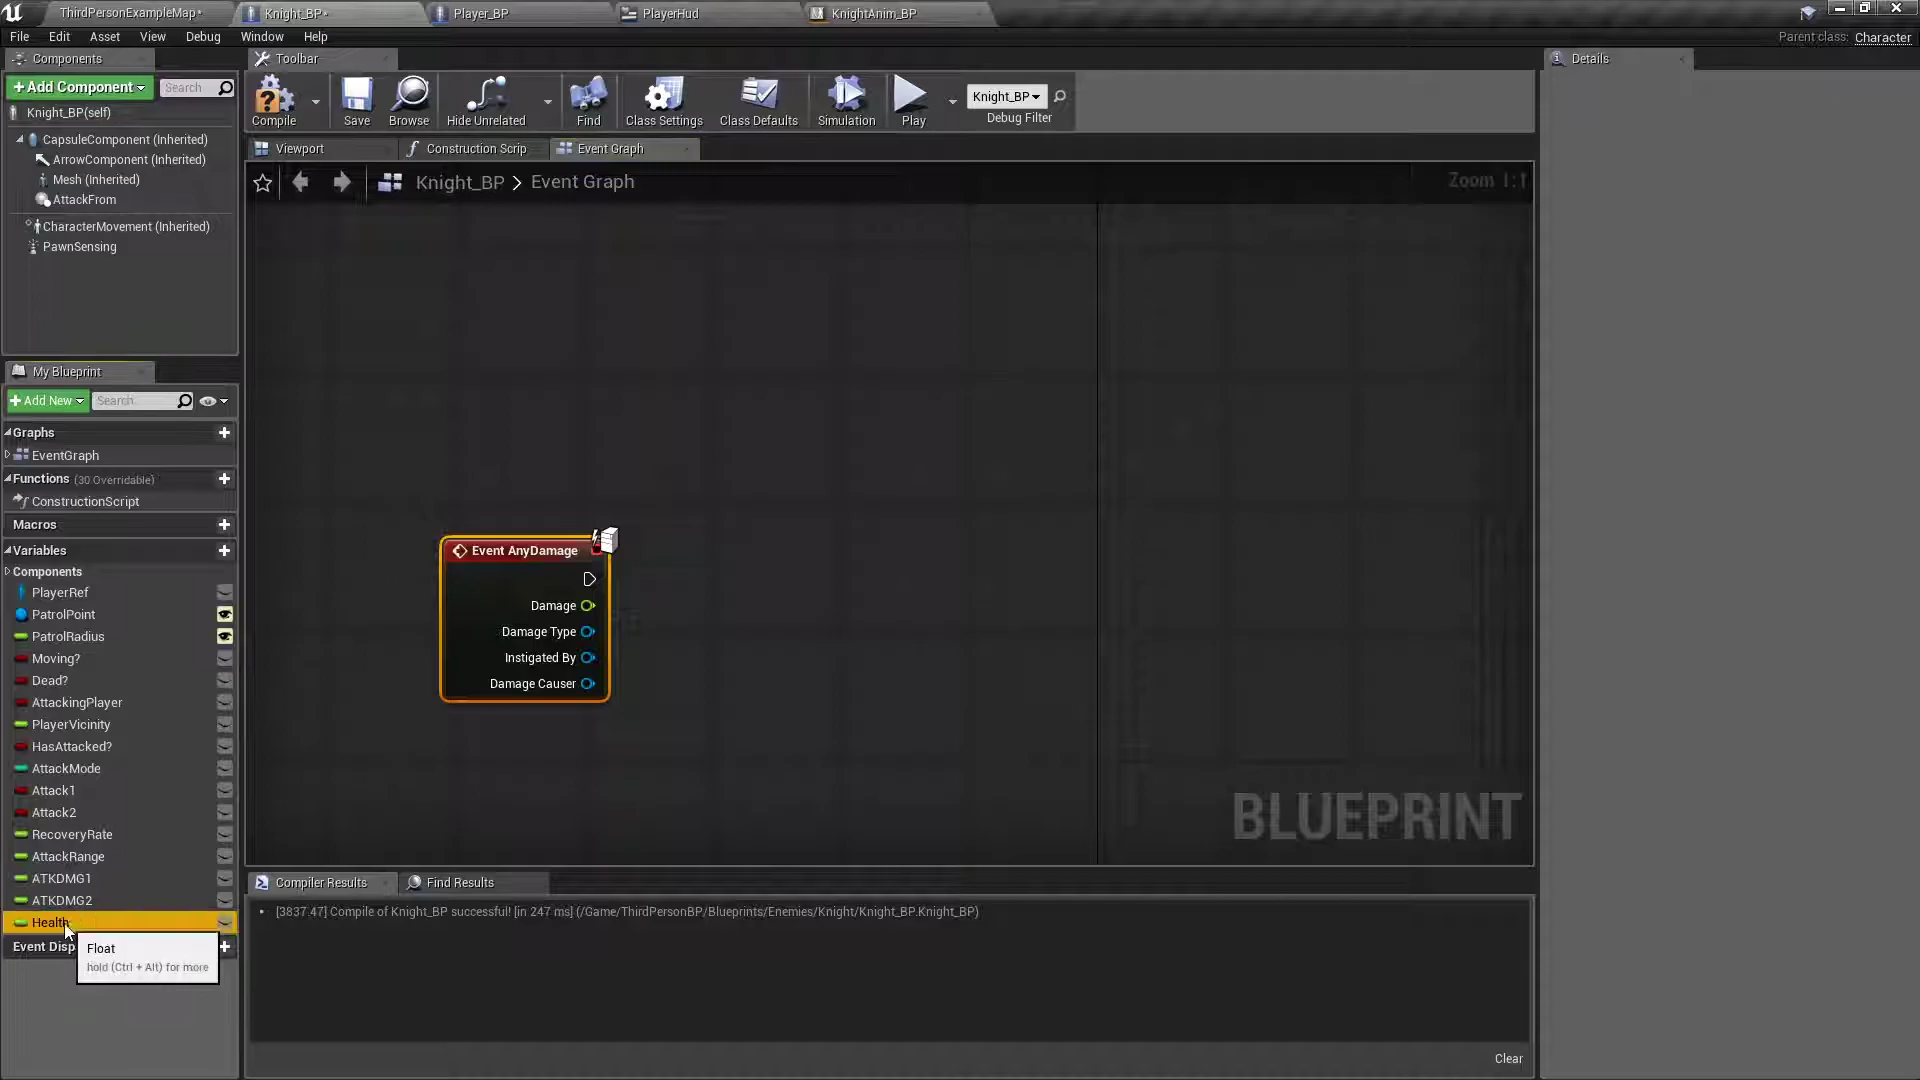 ThirdPersonExampleMap*
Knight_BP*
Player_BP
PlayerHud
KnightAnim_BP
File
Edit
Asset
View
Debug
Window
Help
Parent class: Character
Components
Toolbar
Details
+ Add Component
Search
Knight_BP(self)
CapsuleComponent (Inherited)
ArrowComponent (Inherited)
Mesh (Inherited)
AttackFrom
CharacterMovement (Inherited)
PawnSensing
Compile
Save
Browse
Hide Unrelated
Find
Class Settings
Class Defaults
Simulation
Play
Knight_BP
Debug Filter
Viewport
Construction Scrip
Event Graph
Knight_BP > Event Graph
Zoom 1:1
My Blueprint
+ Add New
Search
Graphs
EventGraph
Functions (30 Overridable)
ConstructionScript
Macros
Variables
Components
PlayerRef
PatrolPoint
PatrolRadius
Moving?
Dead?
AttackingPlayer
PlayerVicinity
HasAttacked?
AttackMode
Attack1
Attack2
RecoveryRate
AttackRange
ATKDMG1
ATKDMG2
Health
Event Disp
Float
hold (Ctrl + Alt) for more
Event AnyDamage
Damage
Damage Type
Instigated By
Damage Causer
BLUEPRINT
Compiler Results
Find Results
[3837.47] Compile of Knight_BP successful! [in 247 ms] (/Game/ThirdPersonBP/Blueprints/Enemies/Knight/Knight_BP.Knight_BP)
Clear